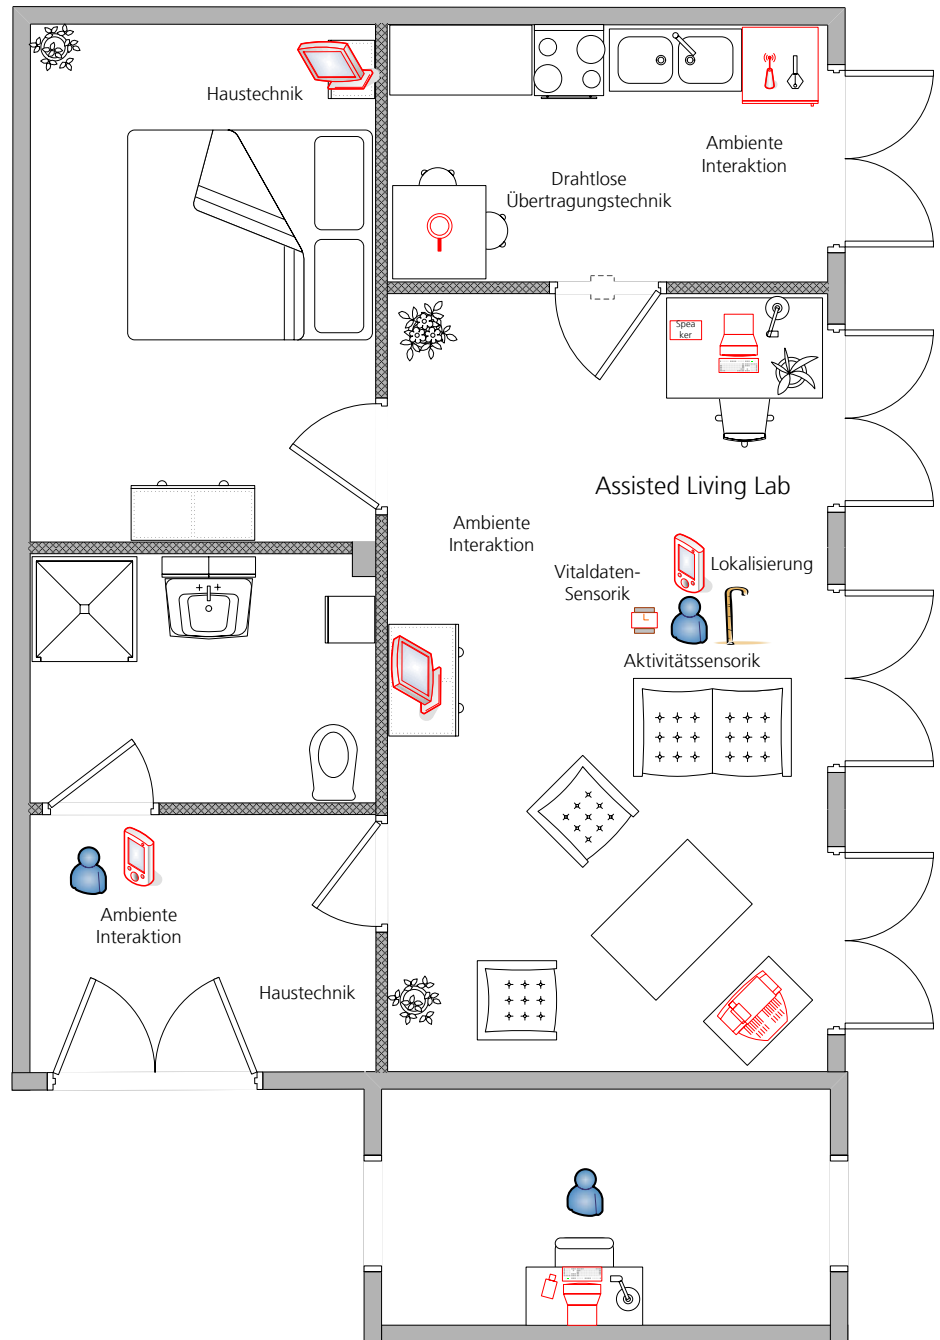 Haustechnik
Ambiente
Interaktion
Drahtlose
Übertragungstechnik
Spea
ker
Assisted Living Lab
Ambiente
Interaktion
Vitaldaten-
Sensorik
Lokalisierung
Aktivitätssensorik
Ambiente
Interaktion
Haustechnik